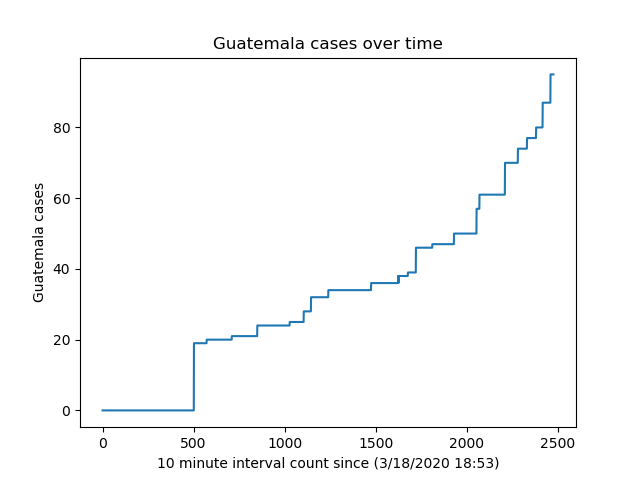 Guatemala cases over time
Guatemala cases
80
60
40
20
0
0 500 1000 1500 2000 2500
10 minute interval count since (3/18/2020 18:53)